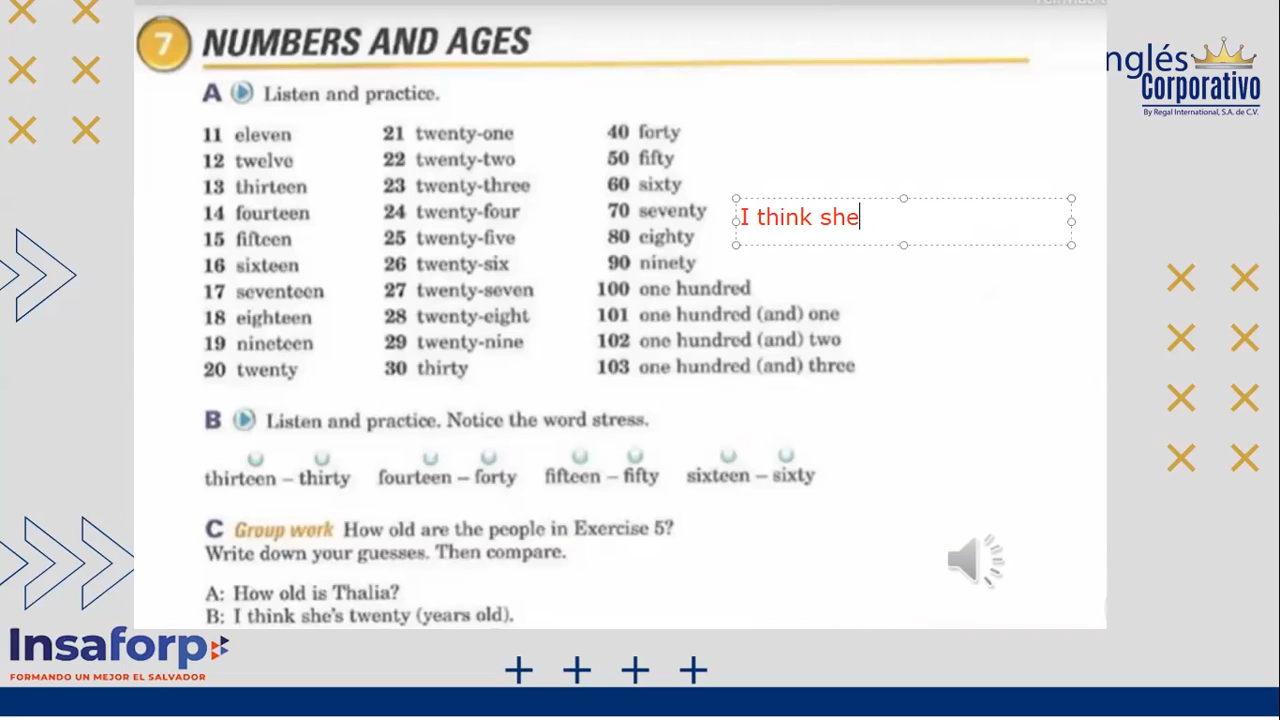 7 NUMBERS AND AGES
A Listen and practice.
11 eleven
12 twelve
13 thirteen
14 fourteen
15 fifteen
16 sixteen
17 seventeen
18 eighteen
19 nineteen
20 twenty
21 twenty-one
22 twenty-two
23 twenty-three
24 twenty-four
25 twenty-five
26 twenty-six
27 twenty-seven
28 twenty-eight
29 twenty-nine
30 thirty
40 forty
50 fifty
60 sixty
70 seventy
80 eighty
90 ninety
100 one hundred
101 one hundred (and) one
102 one hundred (and) two
103 one hundred (and) three
I think she
B Listen and practice. Notice the word stress.
thirteen – thirty fourteen – forty fifteen – fifty sixteen – sixty
C Group work How old are the people in Exercise 5?
Write down your guesses. Then compare.
A: How old is Thalia?
B: I think she's twenty (years old).
nglés
Corporativo
By Regal International, S.A. de C.V.
Insaforp
FORMANDO UN MEJOR EL SALVADOR